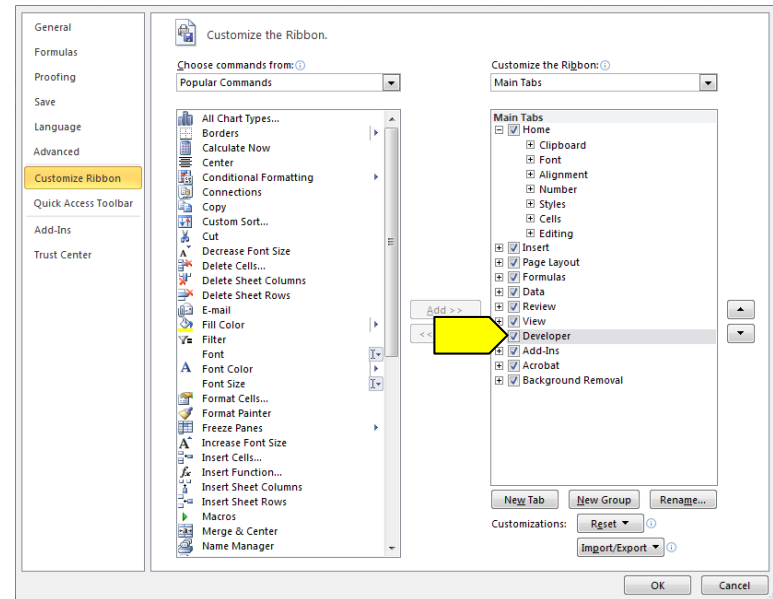 General
Formulas
Proofing
Save
Language
Advanced
Customize Ribbon
Quick Access Toolbar
Add-Ins
Trust Center
Customize the Ribbon.
Choose commands from:
Popular Commands
All Chart Types...
Borders
Calculate Now
Center
Conditional Formatting
Connections
Copy
Custom Sort...
Cut
Decrease Font Size
Delete Cells...
Delete Sheet Columns
Delete Sheet Rows
E-mail
Fill Color
Filter
Font
Font Color
Font Size
Format Cells...
Format Painter
Freeze Panes
Increase Font Size
Insert Cells...
Insert Function...
Insert Sheet Columns
Insert Sheet Rows
Macros
Merge & Center
Name Manager
Add >>
<<
Customize the Ribbon:
Main Tabs
Main Tabs
Home
Clipboard
Font
Alignment
Number
Styles
Cells
Editing
Insert
Page Layout
Formulas
Data
Review
View
Developer
Add-Ins
Acrobat
Background Removal
New Tab
New Group
Rename...
Customizations:
Reset
Import/Export
OK
Cancel